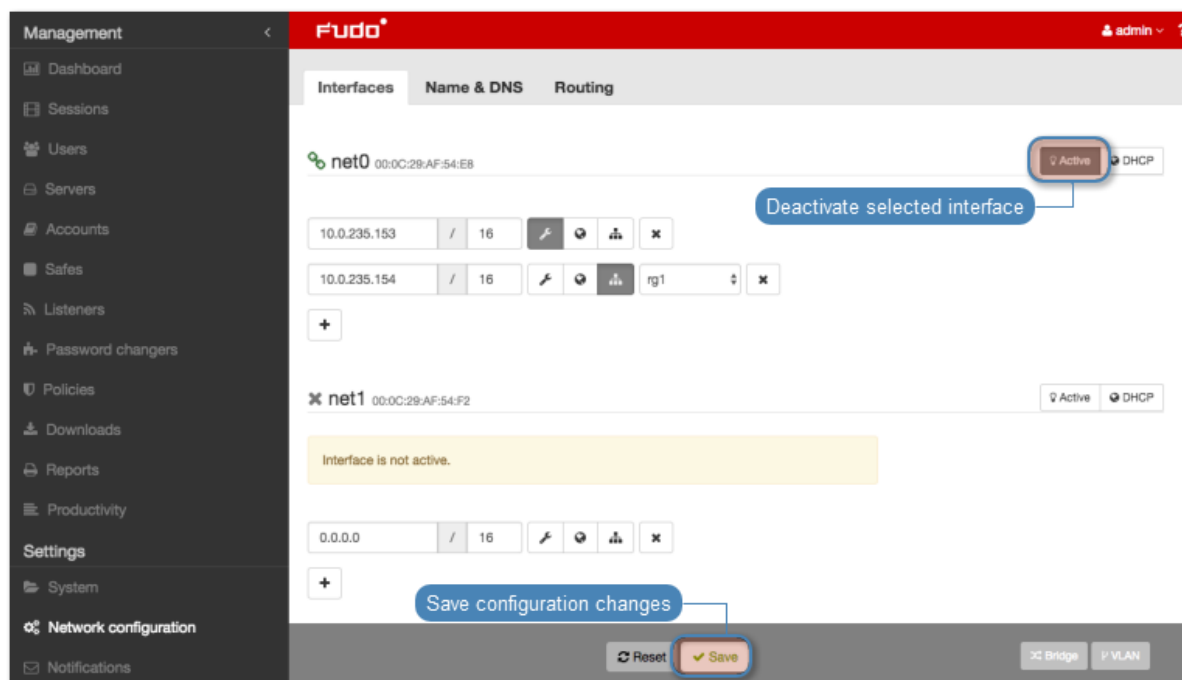 Management
Dashboard
Sessions
Users
Servers
Accounts
Safes
Listeners
Password changers
Policies
Downloads
Reports
Productivity
Settings
System
Network configuration
Notifications
FUDO
admin
?
Interfaces Name & DNS Routing
net0 00:0C:29:AF:54:E8
Active DHCP
Deactivate selected interface
10.0.235.153 / 16
10.0.235.154 / 16 rg1
net1 00:0C:29:AF:54:F2
Active DHCP
Interface is not active.
0.0.0.0 / 16
Save configuration changes
Reset Save
Bridge VLAN